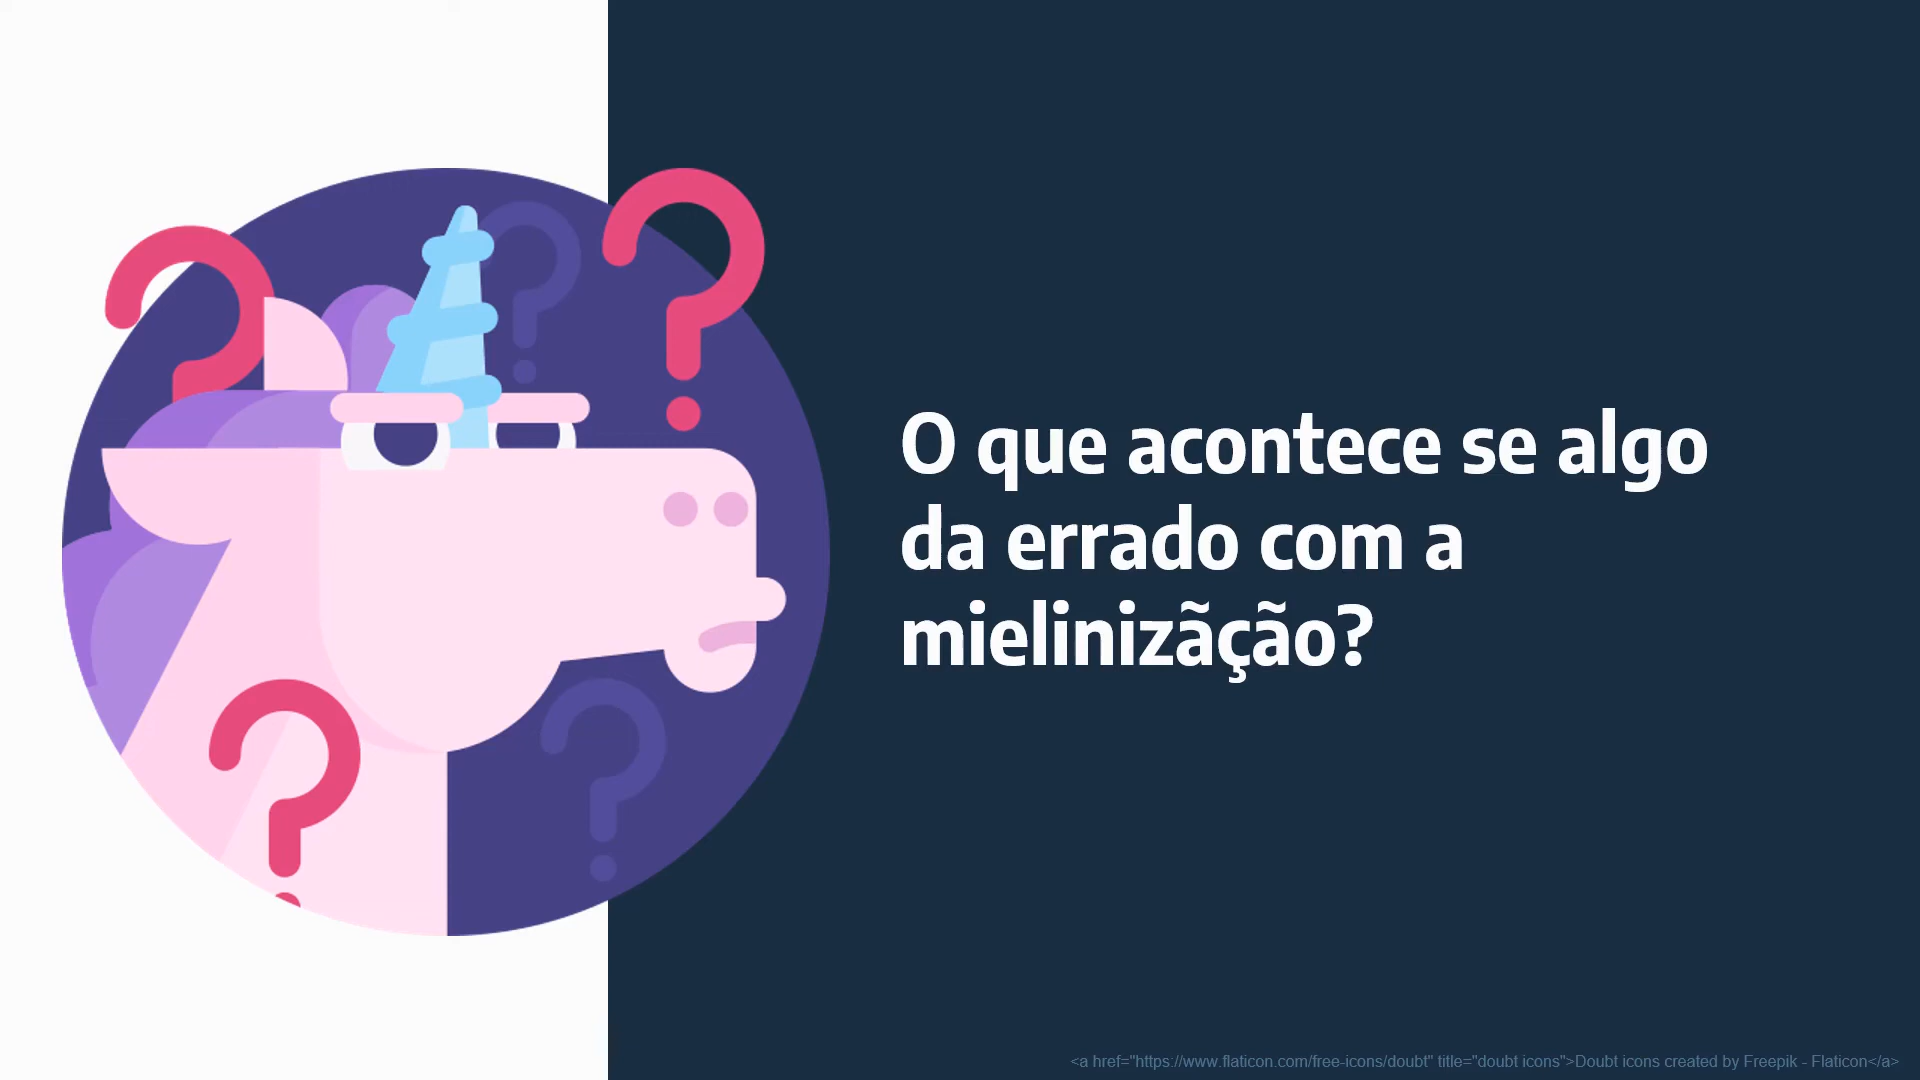 O que acontece se algo
da errado com a
mielinizãção?
<a href="https://www.flaticon.com/free-icons/doubt" title="doubt icons">Doubt icons created by Freepik - Flaticon</a>